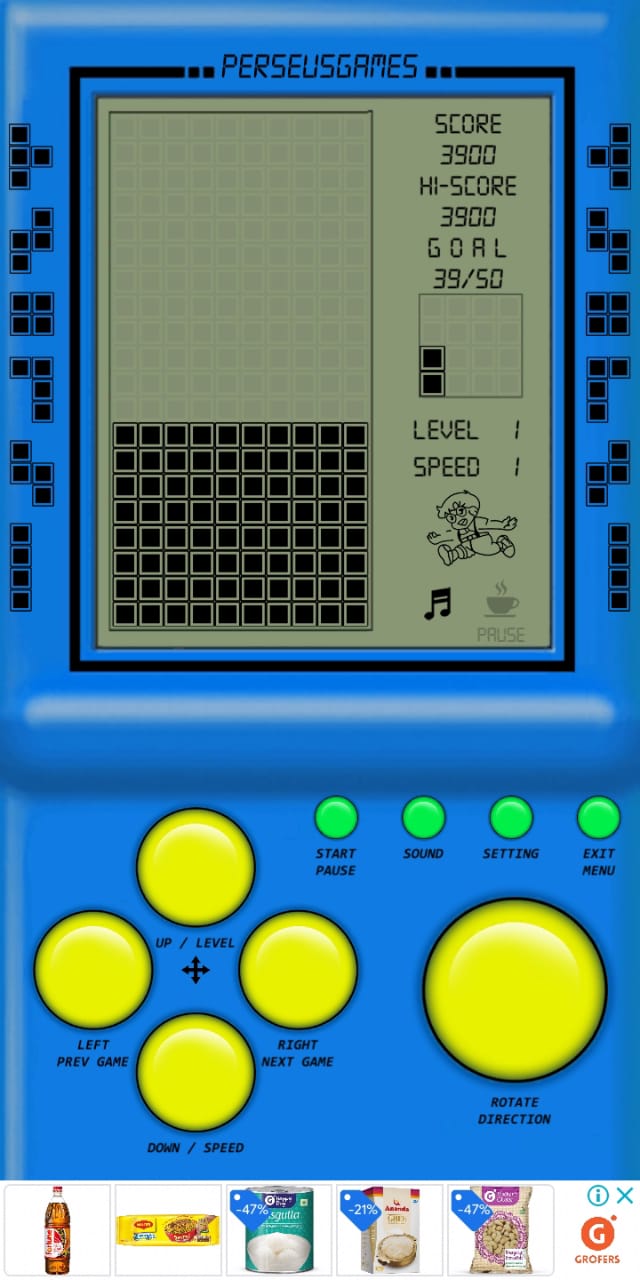 PERSEUSGAMES
SCORE
3900
HI-SCORE
3900
GOAL
39/50
LEVEL 1
SPEED 1
PAUSE
START
PAUSE
SOUND
SETTING
EXIT
MENU
UP / LEVEL
LEFT
PREV GAME
RIGHT
NEXT GAME
DOWN / SPEED
ROTATE
DIRECTION
-47%
-21%
-47%
GROFERS